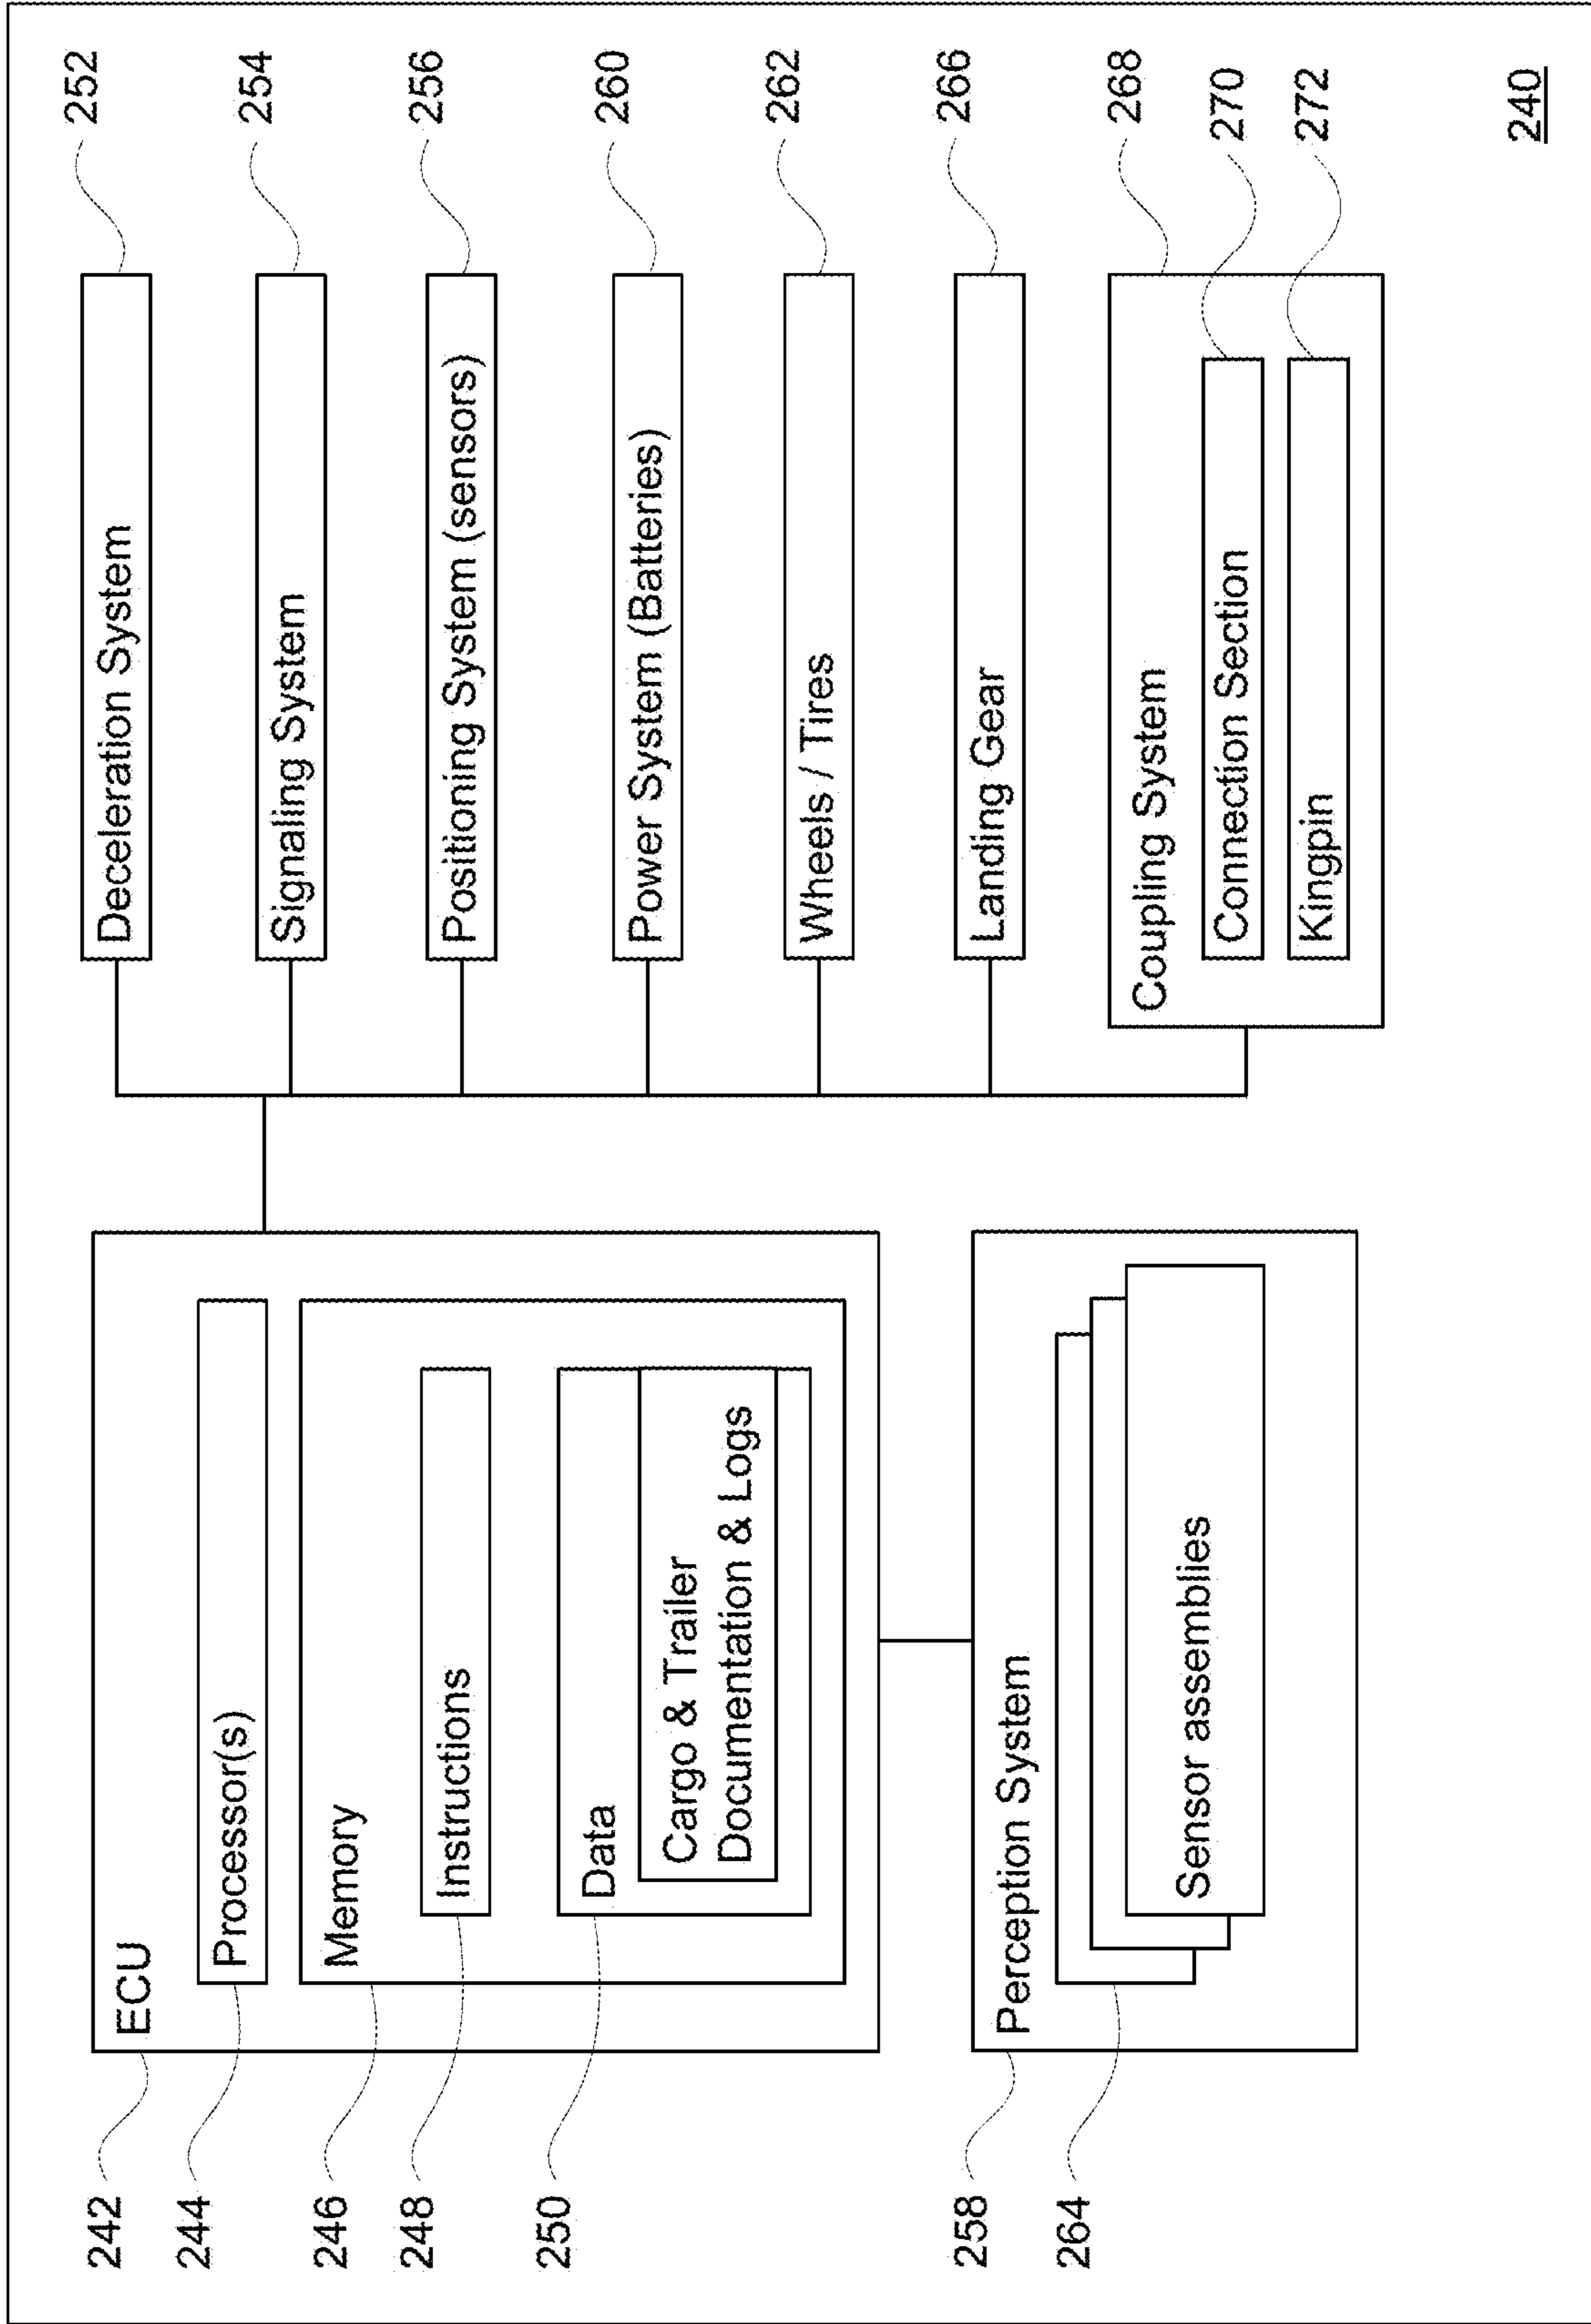 242
ECU
244
Processor(s)
246
Memory
248
Instructions
250
Data
Cargo & Trailer
Documentation & Logs
258
Perception System
264
Sensor assemblies
Deceleration System
252
Signaling System
254
Positioning System (sensors)
256
Power System (Batteries)
260
Wheels / Tires
262
Landing Gear
266
Coupling System
268
Connection Section
270
Kingpin
272
240